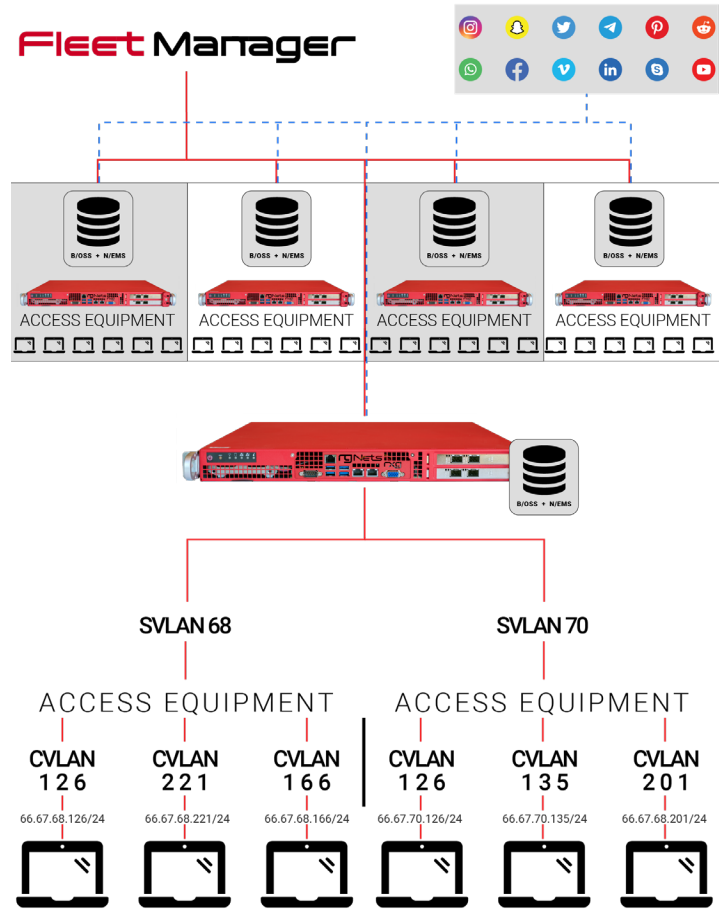 Fleet Manager
B/OSS + N/EMS
B/OSS + N/EMS
B/OSS + N/EMS
B/OSS + N/EMS
ACCESS EQUIPMENT
ACCESS EQUIPMENT
ACCESS EQUIPMENT
ACCESS EQUIPMENT
rgNets
B/OSS + N/EMS
SVLAN 68
SVLAN 70
ACCESS EQUIPMENT
ACCESS EQUIPMENT
CVLAN
126
CVLAN
221
CVLAN
166
CVLAN
126
CVLAN
135
CVLAN
201
66.67.68.126/24
66.67.68.221/24
66.67.68.166/24
66.67.70.126/24
66.67.70.135/24
66.67.68.201/24